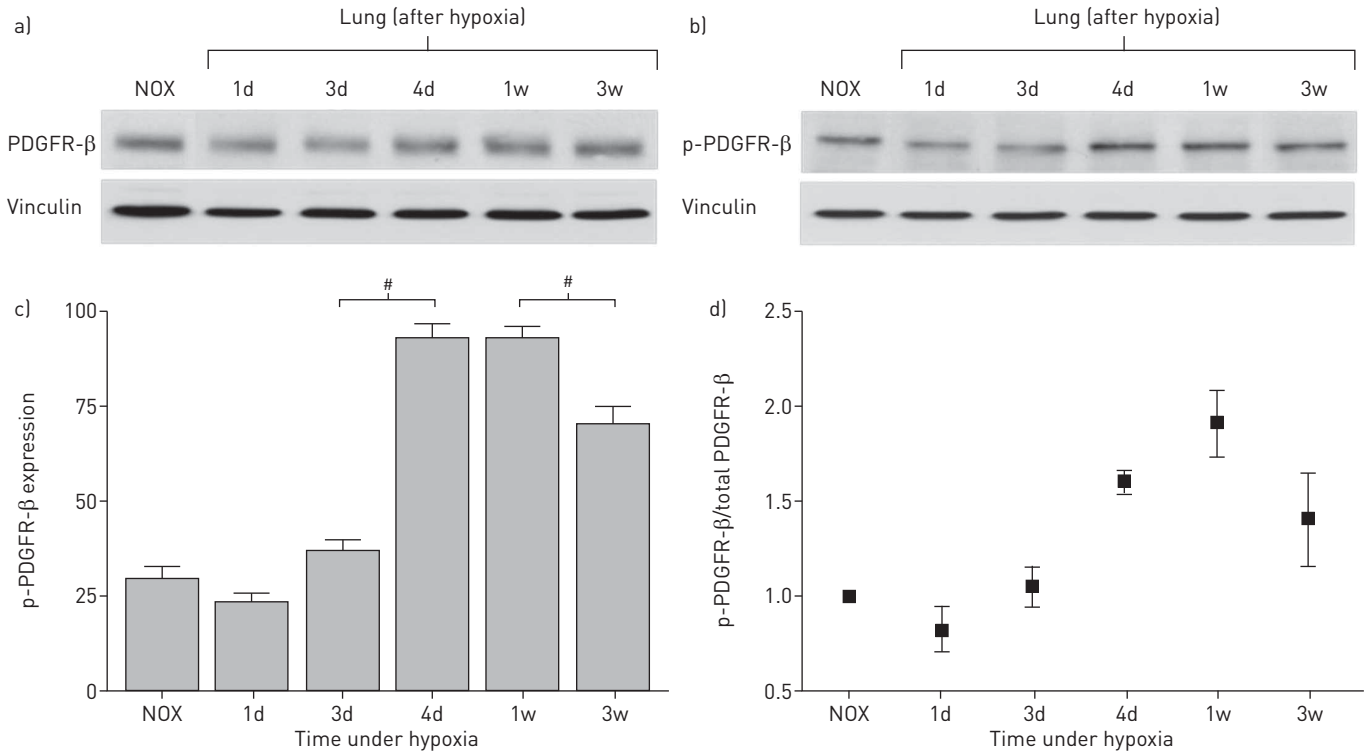 a)
Lung (after hypoxia)
NOX 1d 3d 4d 1w 3w
PDGFR-β
Vinculin
b)
Lung (after hypoxia)
NOX 1d 3d 4d 1w 3w
p-PDGFR-β
Vinculin
c)
# #
p-PDGFR-β expression
100
75
50
25
0
NOX 1d 3d 4d 1w 3w
Time under hypoxia
d)
p-PDGFR-β/total PDGFR-β
2.5
2.0
1.5
1.0
0.5
NOX 1d 3d 4d 1w 3w
Time under hypoxia